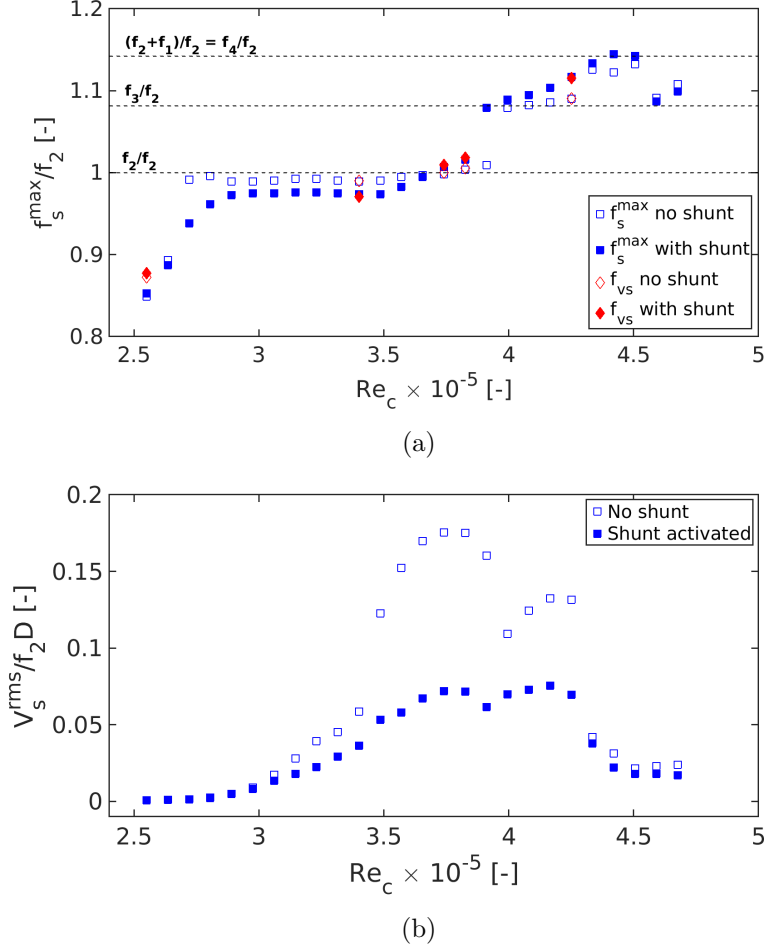 1.2
(f2+f1)/f2 = f4/f2
1.1
f3/f2
f2/f2
1
0.9
0.8
fsmax/f2 [-]
fsmax no shunt
fsmax with shunt
fvs no shunt
fvs with shunt
2.5 3 3.5 4 4.5 5
Rec × 10-5 [-]
(a)
0.2
No shunt
Shunt activated
0.15
0.1
0.05
0
Vsrms/f2D [-]
2.5 3 3.5 4 4.5 5
Rec × 10-5 [-]
(b)